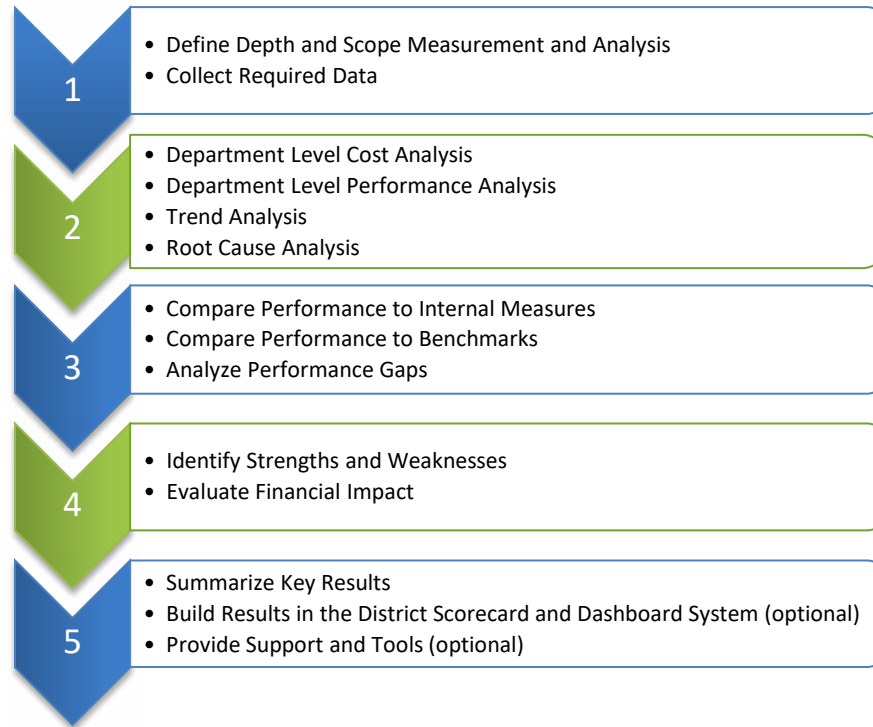 1
• Define Depth and Scope Measurement and Analysis
• Collect Required Data
2
• Department Level Cost Analysis
• Department Level Performance Analysis
• Trend Analysis
• Root Cause Analysis
3
• Compare Performance to Internal Measures
• Compare Performance to Benchmarks
• Analyze Performance Gaps
4
• Identify Strengths and Weaknesses
• Evaluate Financial Impact
5
• Summarize Key Results
• Build Results in the District Scorecard and Dashboard System (optional)
• Provide Support and Tools (optional)